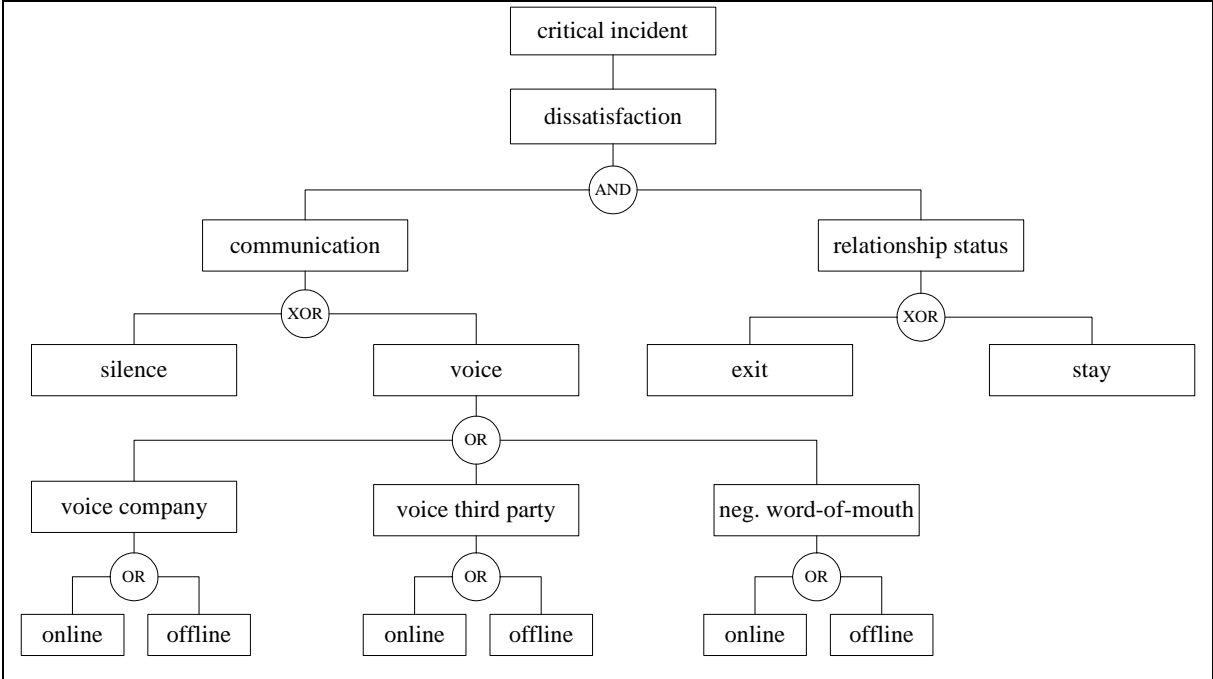 critical incident
dissatisfaction
AND
communication
relationship status
XOR
XOR
silence
voice
exit
stay
OR
voice company
voice third party
neg. word-of-mouth
OR
OR
OR
online
offline
online
offline
online
offline